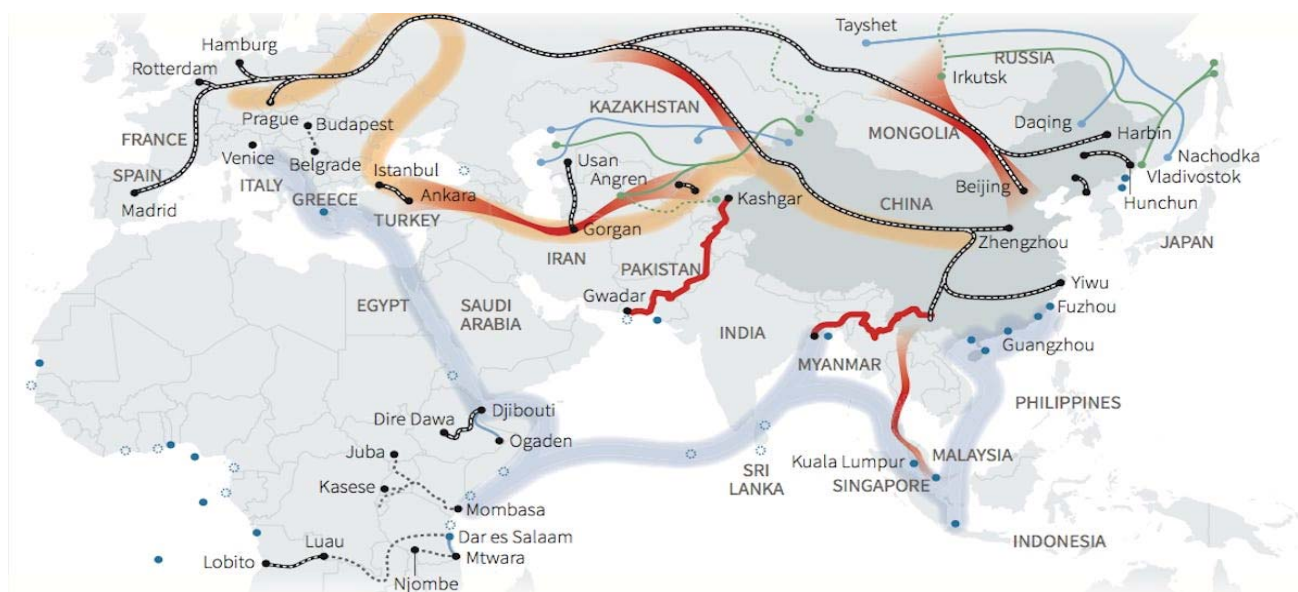 Tayshet
Hamburg
RUSSIA
Rotterdam
Irkutsk
KAZAKHSTAN
Prague
Budapest
MONGOLIA
Daqing
Harbin
FRANCE
Venice
Belgrade
Usan
Nachodka
SPAIN
ITALY
Istanbul
Angren
Vladivostok
Ankara
Beijing
GREECE
Kashgar
CHINA
Hunchun
Madrid
TURKEY
Gorgan
Zhengzhou
JAPAN
IRAN
PAKISTAN
Yiwu
Gwadar
EGYPT
SAUDI
ARABIA
Fuzhou
INDIA
Guangzhou
MYANMAR
PHILIPPINES
Djibouti
Dire Dawa
Ogaden
Juba
MALAYSIA
Kuala Lumpur
SRI
LANKA
Kasese
SINGAPORE
Mombasa
Dar es Salaam
Luau
INDONESIA
Lobito
Mtwara
Njombe